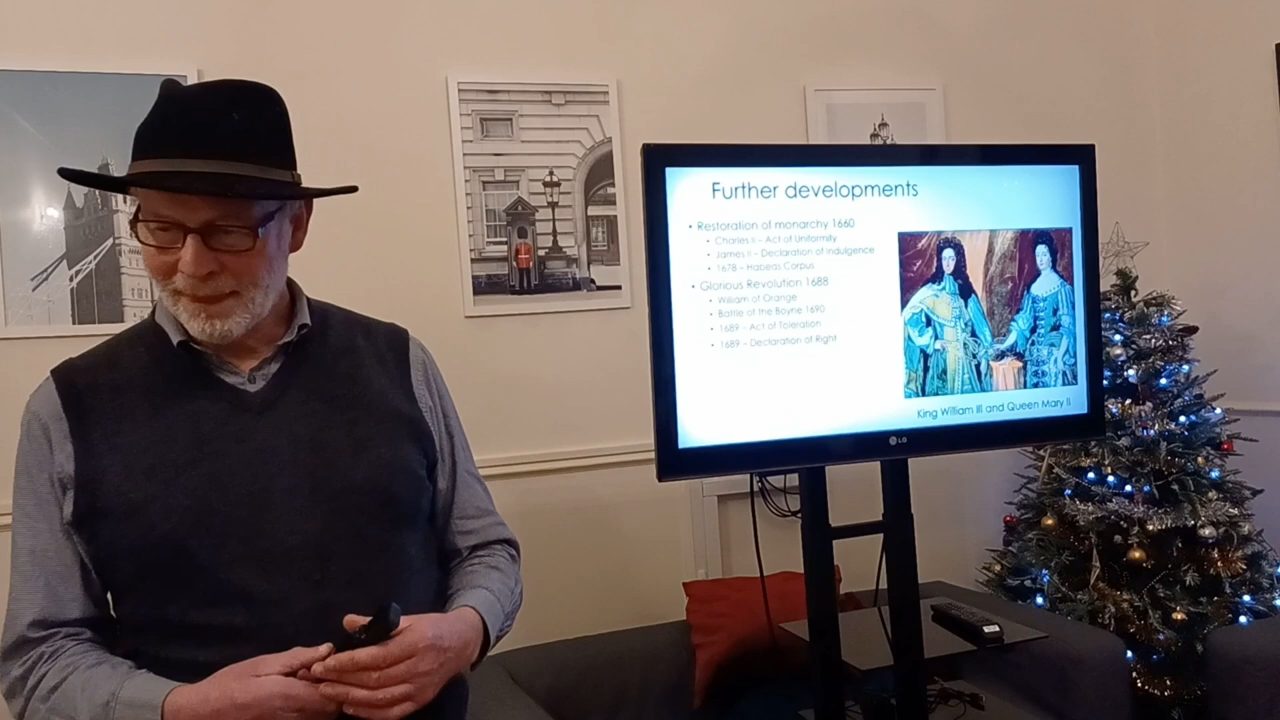 Further developments
• Restoration of monarchy 1660
• Charles II – Act of Uniformity
• James II – Declaration of Indulgence
• 1678 – Habeas Corpus
• Glorious Revolution 1688
• William of Orange
• Battle of the Boyne 1690
• 1689 – Act of Toleration
• 1689 – Declaration of Right
King William III and Queen Mary II
LG